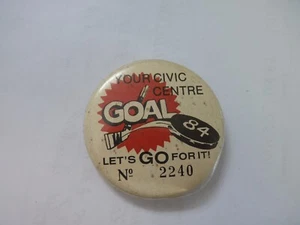 YOUR CIVIC
CENTRE
GOAL
84
LET'S GO FOR IT!
Nº 2240